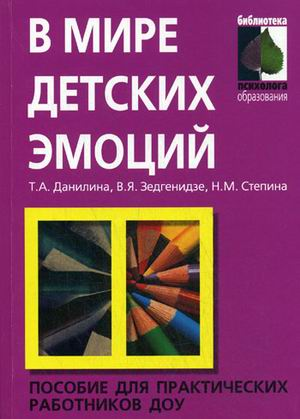 библиотека
психолога
образования
В МИРЕ
ДЕТСКИХ
ЭМОЦИЙ
Т.А. Данилина, В.Я. Зедгенидзе, Н.М. Степина
ПОСОБИЕ ДЛЯ ПРАКТИЧЕСКИХ
РАБОТНИКОВ ДОУ